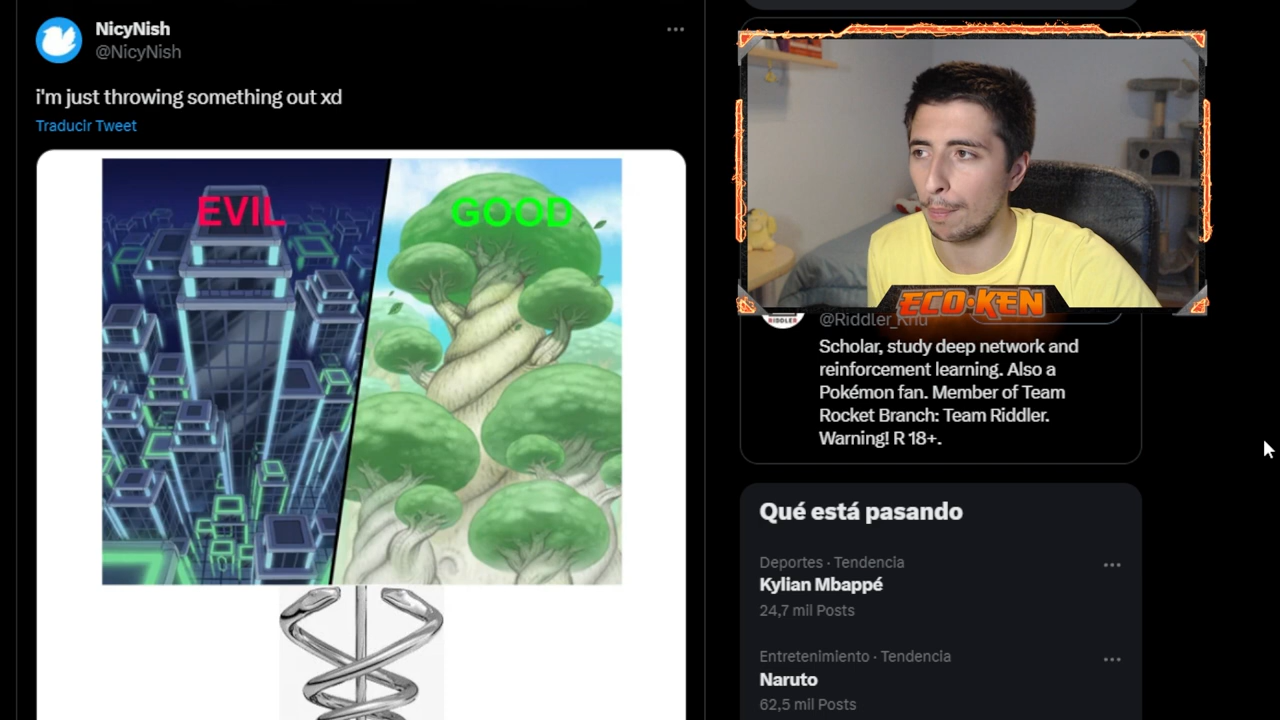 NicyNish
@NicyNish
i'm just throwing something out xd
Traducir Tweet
EVIL
GOOD
ECO·KEN
RIDDLER
@Riddler_Khu
Scholar, study deep network and
reinforcement learning. Also a
Pokémon fan. Member of Team
Rocket Branch: Team Riddler.
Warning! R 18+.
Qué está pasando
Deportes · Tendencia
Kylian Mbappé
24,7 mil Posts
Entretenimiento · Tendencia
Naruto
62,5 mil Posts